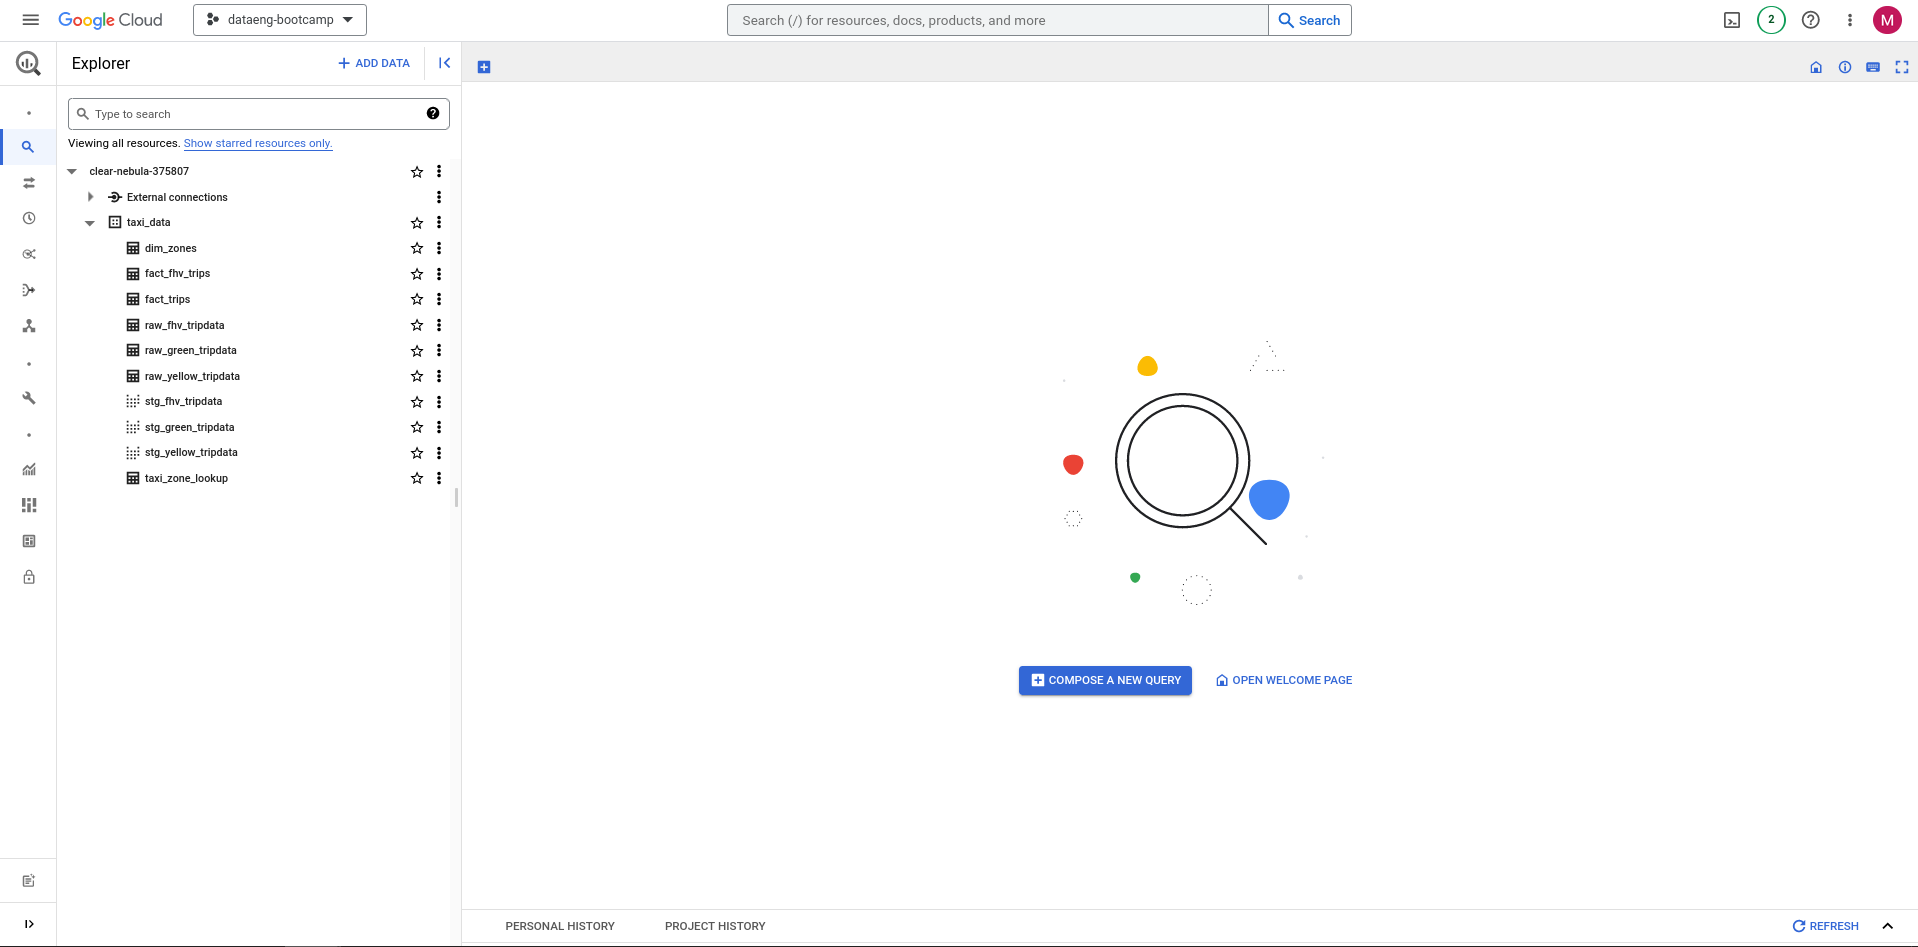 Google Cloud
dataeng-bootcamp
Search (/) for resources, docs, products, and more
Search
2
M
Explorer
ADD DATA
Type to search
Viewing all resources. Show starred resources only.
clear-nebula-375807
External connections
taxi_data
dim_zones
fact_fhv_trips
fact_trips
raw_fhv_tripdata
raw_green_tripdata
raw_yellow_tripdata
stg_fhv_tripdata
stg_green_tripdata
stg_yellow_tripdata
taxi_zone_lookup
COMPOSE A NEW QUERY
OPEN WELCOME PAGE
PERSONAL HISTORY
PROJECT HISTORY
REFRESH